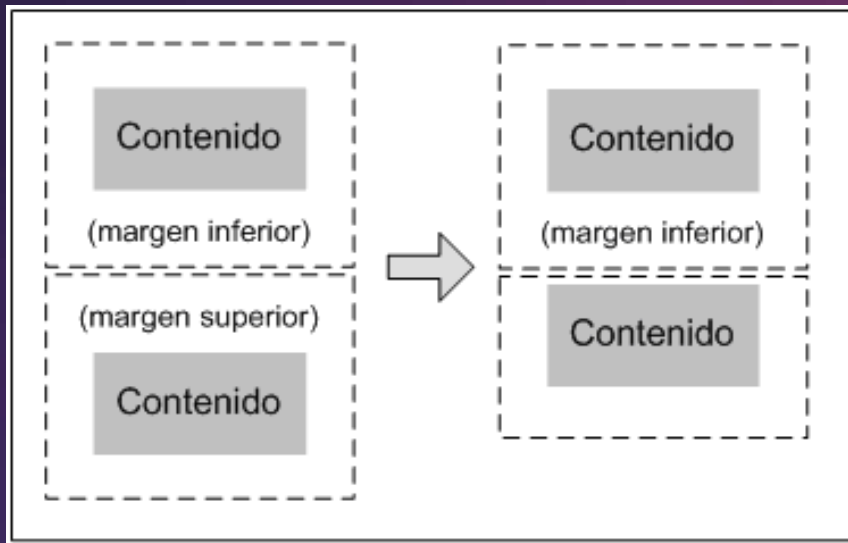 Contenido
(margen inferior)
(margen superior)
Contenido
Contenido
(margen inferior)
Contenido